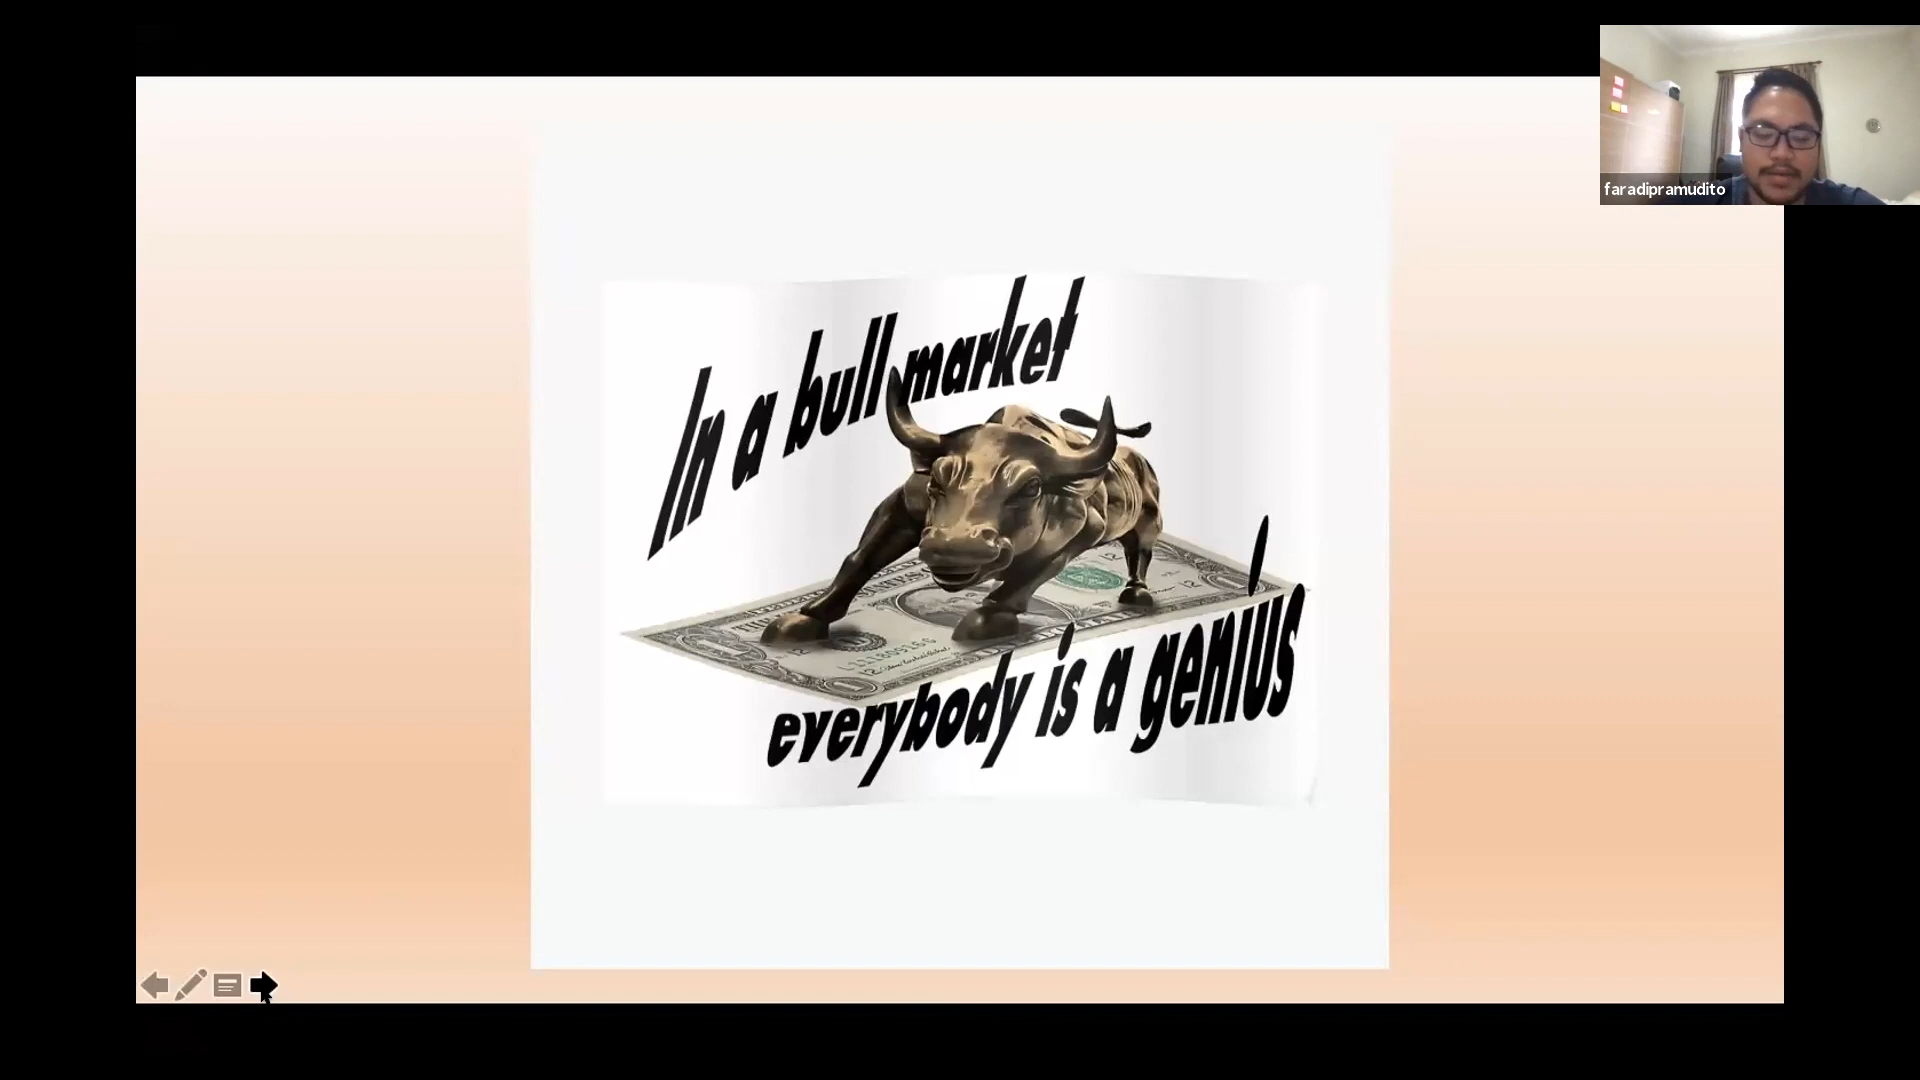 faradipramudito
In a bull market
everybody is a genius